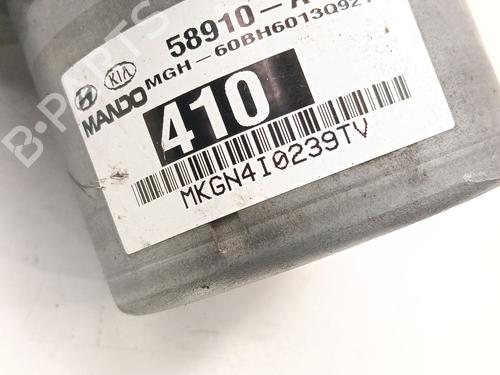 58910-A
KIA MGH-60BH6013Q92
MANDO
410
MKGN4I0239TV
B-PARTS